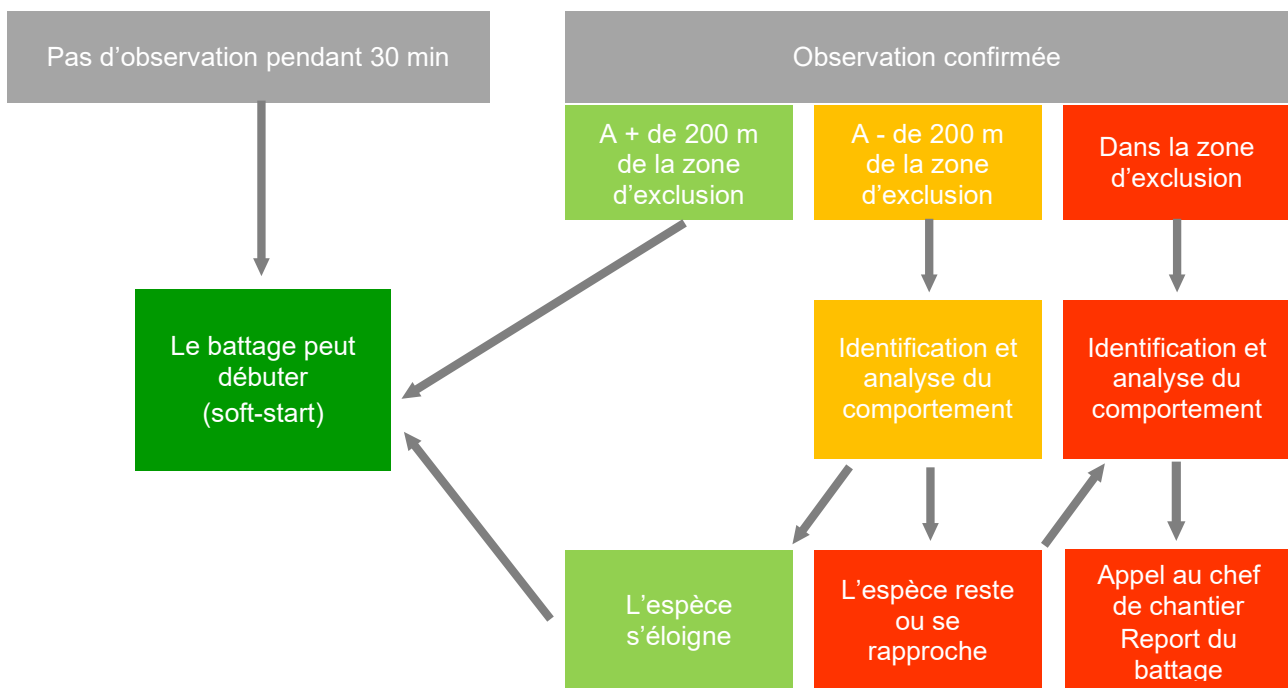 Pas d’observation pendant 30 min
Observation confirmée
A + de 200 m
de la zone
d’exclusion
A - de 200 m
de la zone
d’exclusion
Dans la zone
d’exclusion
Le battage peut
débuter
(soft-start)
Identification et
analyse du
comportement
Identification et
analyse du
comportement
L’espèce
s’éloigne
L’espèce reste
ou se
rapproche
Appel au chef
de chantier
Report du
battage